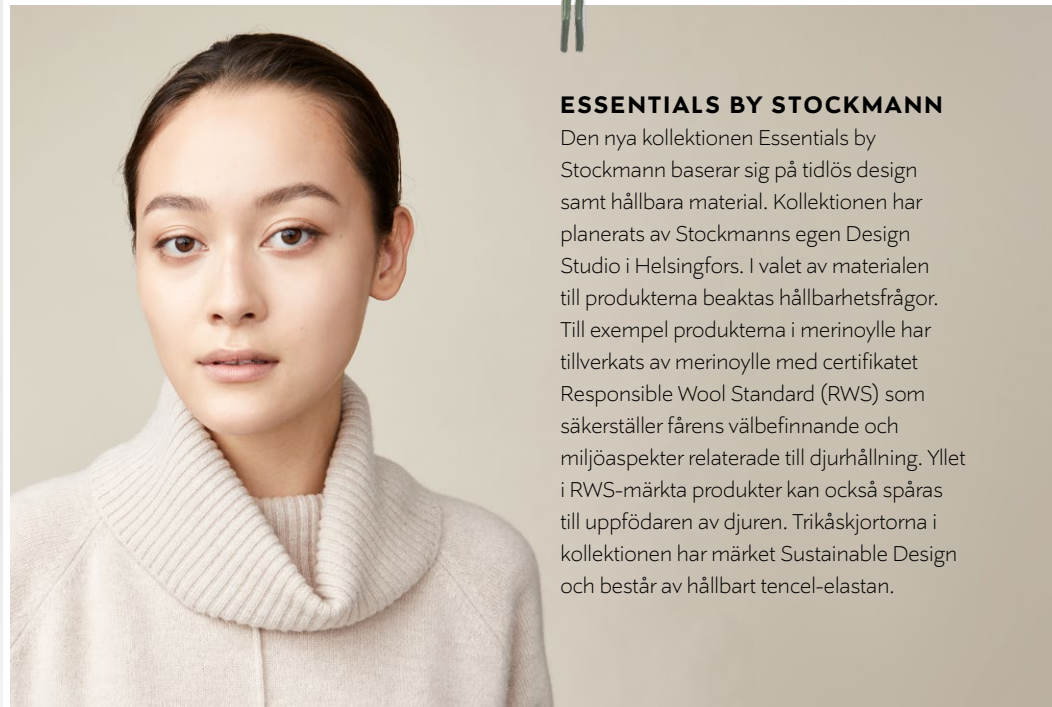 ESSENTIALS BY STOCKMANN
Den nya kollektionen Essentials by
Stockmann baserar sig på tidlös design
samt hållbara material. Kollektionen har
planerats av Stockmanns egen Design
Studio i Helsingfors. I valet av materialen
till produkterna beaktas hållbarhetsfrågor.
Till exempel produkterna i merinoylle har
tillverkats av merinoylle med certifikatet
Responsible Wool Standard (RWS) som
säkerställer fårens välbefinnande och
miljöaspekter relaterade till djurhållning. Yllet
i RWS-märkta produkter kan också spåras
till uppfödaren av djuren. Trikåskjortorna i
kollektionen har märket Sustainable Design
och består av hållbart tencel-elastan.